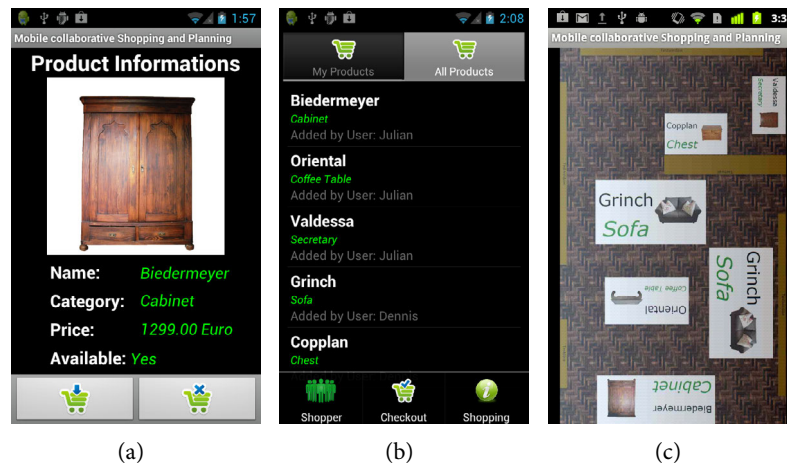 1:57
Mobile collaborative Shopping and Planning
Product Informations
Name: Biedermeyer
Category: Cabinet
Price: 1299.00 Euro
Available: Yes
(a)
2:08
My Products All Products
Biedermeyer
Cabinet
Added by User: Julian
Oriental
Coffee Table
Added by User: Julian
Valdessa
Secretary
Added by User: Julian
Grinch
Sofa
Added by User: Dennis
Copplan
Chest
Shopper Checkout Shopping
(b)
3:3
Mobile collaborative Shopping and Planning
Valdessa
Secretary
Copplan
Chest
Grinch
Sofa
Grinch
Sofa
Oriental
Coffee Table
Biedermeyer
Cabinet
(c)